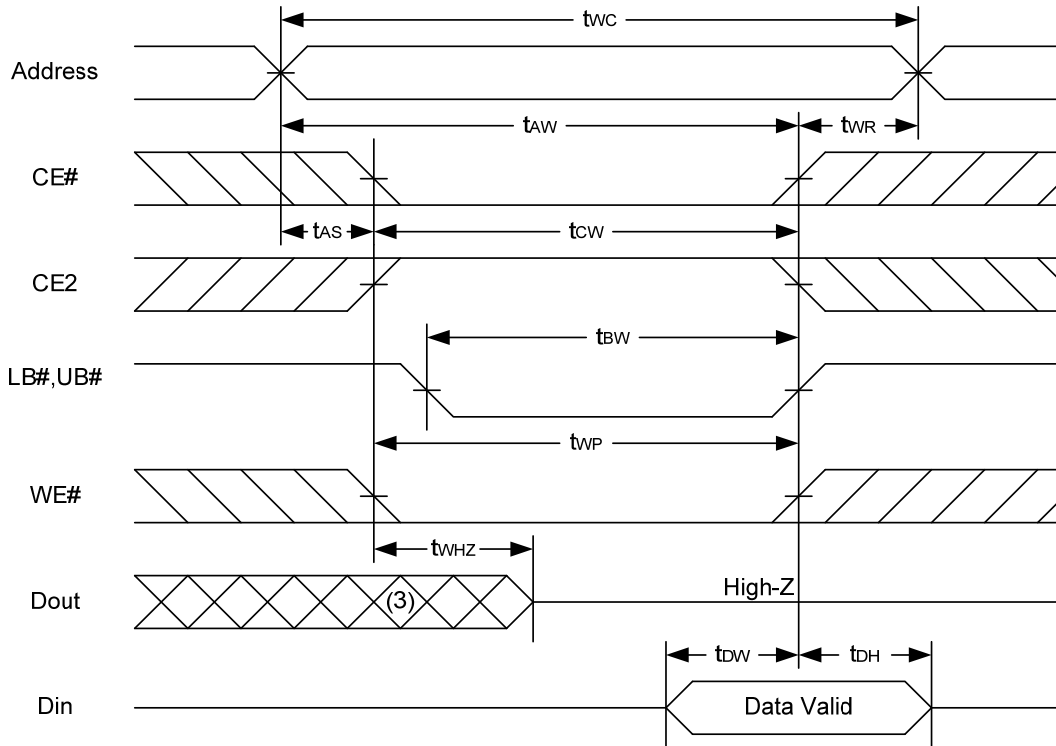 tWC
Address
tAW
tWR
CE#
tAS
tCW
CE2
tBW
LB#,UB#
tWP
WE#
tWHZ
Dout
(3)
High-Z
tDW
tDH
Din
Data Valid